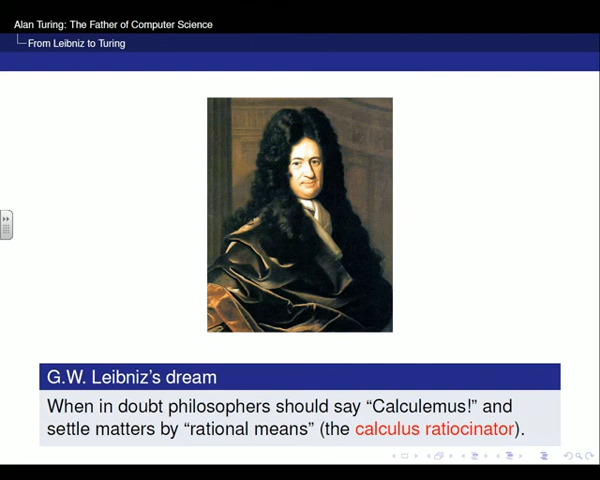 Alan Turing: The Father of Computer Science
From Leibniz to Turing
G.W. Leibniz's dream
When in doubt philosophers should say “Calculemus!” and
settle matters by “rational means” (the calculus ratiocinator).